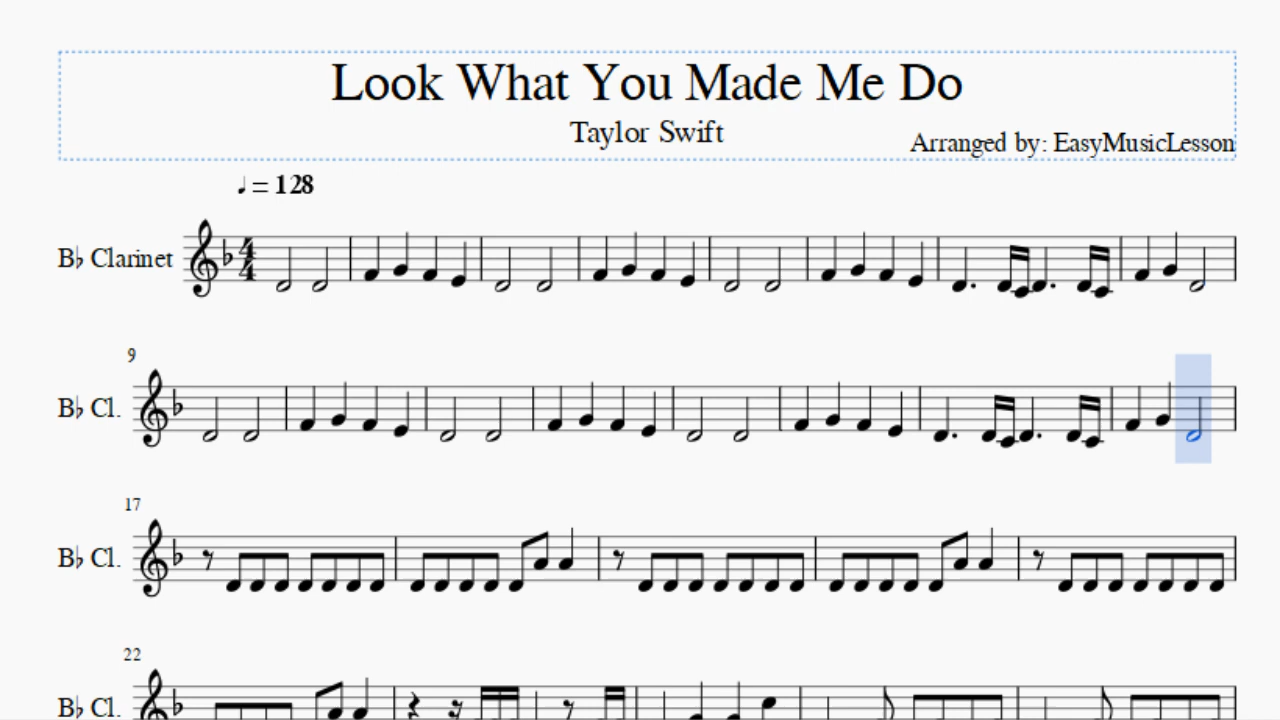 Look What You Made Me Do
Taylor Swift
Arranged by: EasyMusicLesson
♩ = 128
B♭ Clarinet
4
4
9
B♭ Cl.
17
B♭ Cl.
22
B♭ Cl.